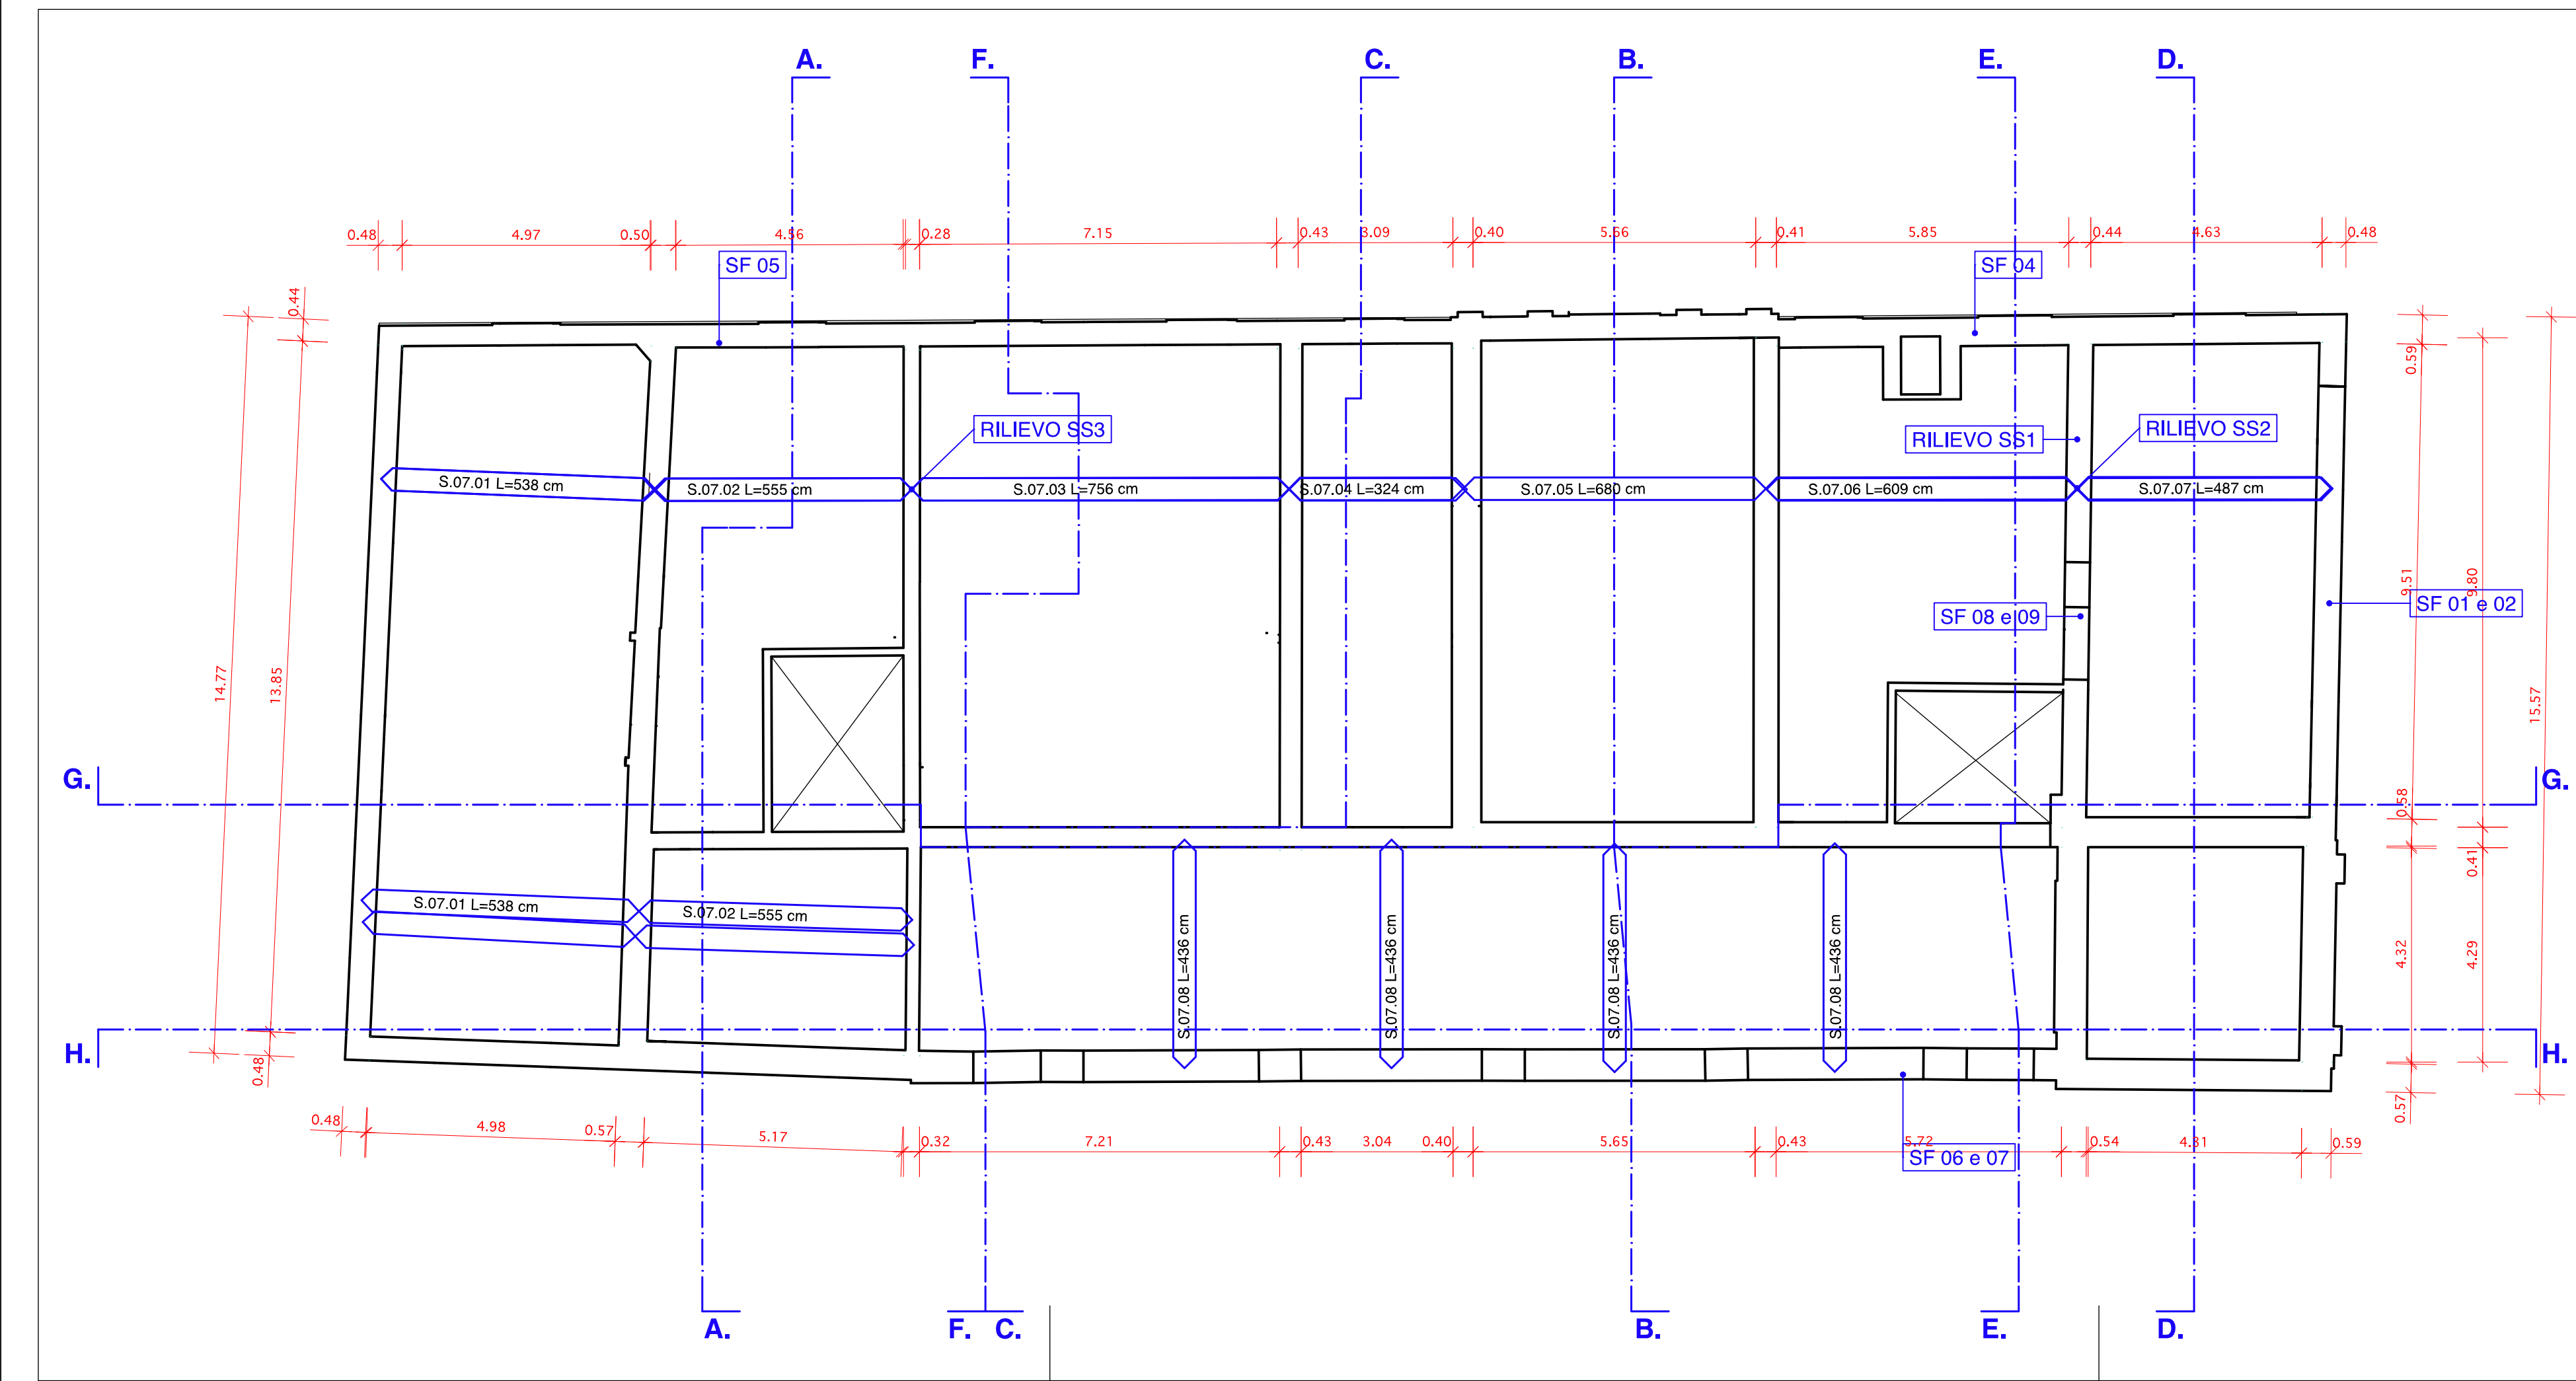 A.
F.
C.
B.
E.
D.
0.48
4.97
0.50
4.56
0.28
7.15
0.43
3.09
0.40
5.66
0.41
5.85
0.44
4.63
0.48
SF 05
SF 04
0.44
0.59
RILIEVO SS3
RILIEVO SS1
RILIEVO SS2
S.07.01 L=538 cm
S.07.02 L=555 cm
S.07.03 L=756 cm
S.07.04 L=324 cm
S.07.05 L=680 cm
S.07.06 L=609 cm
S.07.07 L=487 cm
9.51
9.80
SF 01 e 02
SF 08 e 09
14.77
13.85
15.57
G.
G.
0.58
0.41
S.07.01 L=538 cm
S.07.02 L=555 cm
S.07.08 L=436 cm
S.07.08 L=436 cm
S.07.08 L=436 cm
S.07.08 L=436 cm
4.32
4.29
H.
H.
0.48
0.57
0.48
4.98
0.57
5.17
0.32
7.21
0.43
3.04
0.40
5.65
0.43
5.72
0.54
4.31
0.59
SF 06 e 07
A.
F.
C.
B.
E.
D.